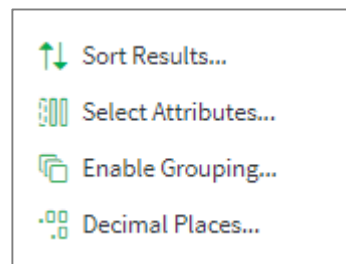 Sort Results...
Select Attributes...
Enable Grouping...
Decimal Places...